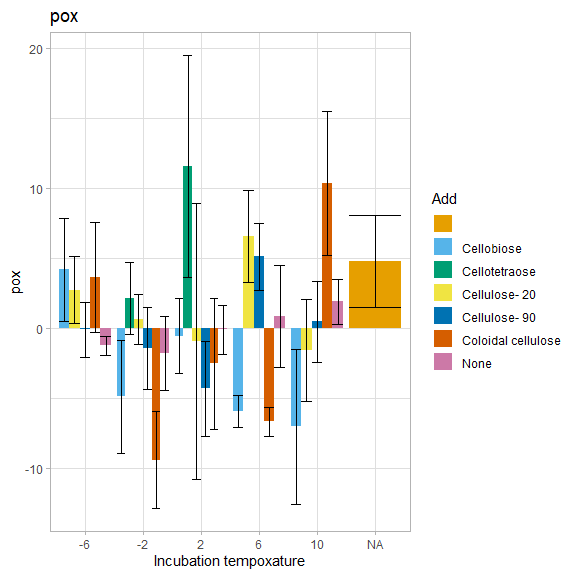 pox
20
10
0
-10
pox
-6
-2
2
6
10
NA
Incubation tempoxature
Add
Cellobiose
Cellotetraose
Cellulose- 20
Cellulose- 90
Coloidal cellulose
None